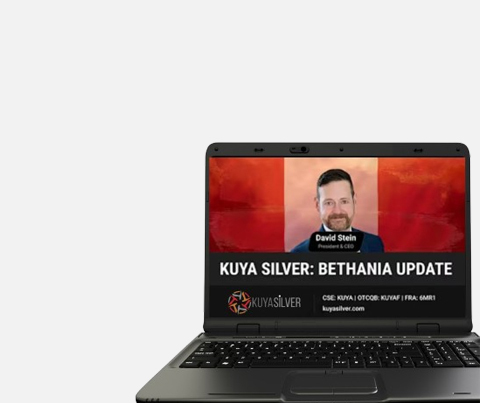 David Stein
President & CEO
KUYA SILVER: BETHANIA UPDATE
KUYASILVER
CSE: KUYA | OTCQB: KUYAF | FRA: 6MR1
kuyasilver.com